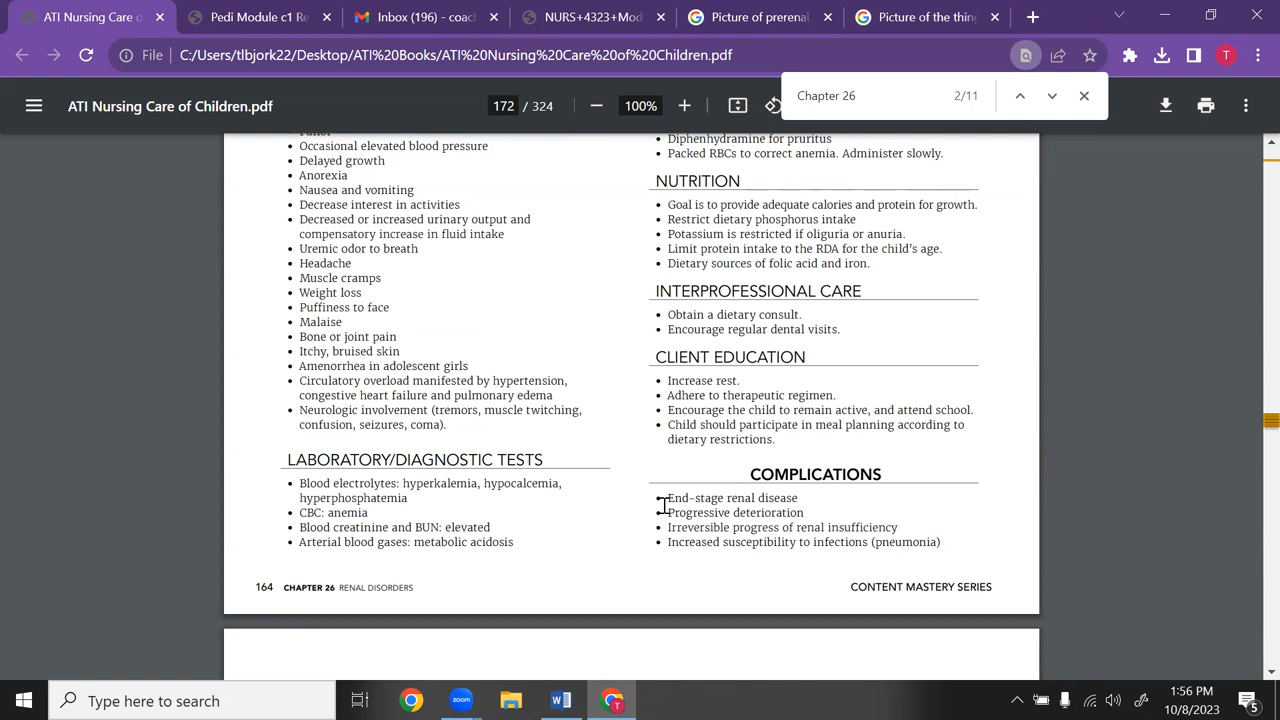 ATI Nursing Care o
Pedi Module c1 Re
Inbox (196) - coac
NURS+4323+Mod
Picture of prerena
Picture of the thin
File
C:/Users/tlbjork22/Desktop/ATI%20Books/ATI%20Nursing%20Care%20of%20Children.pdf
T
Chapter 26
2/11
ATI Nursing Care of Children.pdf
172 / 324
100%
• Occasional elevated blood pressure
• Delayed growth
• Anorexia
• Nausea and vomiting
• Decrease interest in activities
• Decreased or increased urinary output and
compensatory increase in fluid intake
• Uremic odor to breath
• Headache
• Muscle cramps
• Weight loss
• Puffiness to face
• Malaise
• Bone or joint pain
• Itchy, bruised skin
• Amenorrhea in adolescent girls
• Circulatory overload manifested by hypertension,
congestive heart failure and pulmonary edema
• Neurologic involvement (tremors, muscle twitching,
confusion, seizures, coma).
LABORATORY/DIAGNOSTIC TESTS
• Blood electrolytes: hyperkalemia, hypocalcemia,
hyperphosphatemia
• CBC: anemia
• Blood creatinine and BUN: elevated
• Arterial blood gases: metabolic acidosis
• Diphenhydramine for pruritus
• Packed RBCs to correct anemia. Administer slowly.
NUTRITION
• Goal is to provide adequate calories and protein for growth.
• Restrict dietary phosphorus intake
• Potassium is restricted if oliguria or anuria.
• Limit protein intake to the RDA for the child's age.
• Dietary sources of folic acid and iron.
INTERPROFESSIONAL CARE
• Obtain a dietary consult.
• Encourage regular dental visits.
CLIENT EDUCATION
• Increase rest.
• Adhere to therapeutic regimen.
• Encourage the child to remain active, and attend school.
• Child should participate in meal planning according to
dietary restrictions.
COMPLICATIONS
• End-stage renal disease
• Progressive deterioration
• Irreversible progress of renal insufficiency
• Increased susceptibility to infections (pneumonia)
164 CHAPTER 26 RENAL DISORDERS
CONTENT MASTERY SERIES
Type here to search
zoom
W
T
1:56 PM
10/8/2023
5